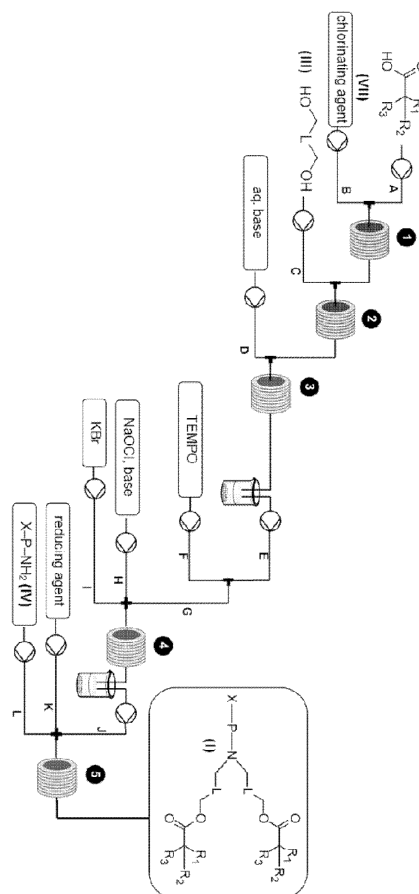 O
HO
R₁
R₂
R₃
chlorinating agent
(VII)
HO
L
OH
(III)
aq. base
TEMPO
NaOCl, base
KBr
reducing agent
X–P–NH₂ (IV)
A
B
C
D
E
F
G
H
I
J
K
L
1
2
3
4
5
X–P–N
(I)
L
L
O
O
R₁
R₂
R₃
O
O
R₁
R₂
R₃